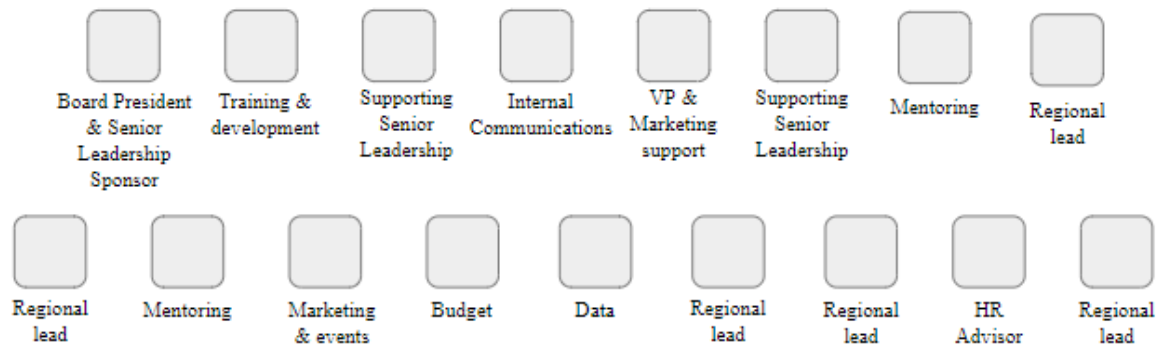 Board President
& Senior
Leadership
Sponsor
Training &
development
Supporting
Senior
Leadership
Internal
Communications
VP &
Marketing
support
Supporting
Senior
Leadership
Mentoring
Regional
lead
Regional
lead
Mentoring
Marketing
& events
Budget
Data
Regional
lead
Regional
lead
HR
Advisor
Regional
lead